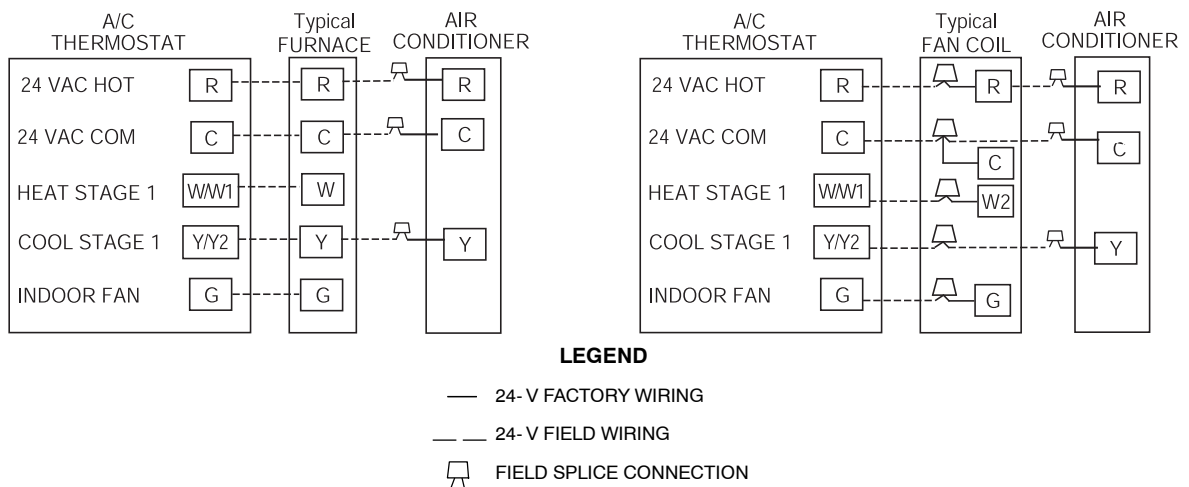 A/C THERMOSTAT
Typical FURNACE
AIR CONDITIONER
24 VAC HOT R R R
24 VAC COM C C C
HEAT STAGE 1 W/W1 W
COOL STAGE 1 Y/Y2 Y Y
INDOOR FAN G G
A/C THERMOSTAT
Typical FAN COIL
AIR CONDITIONER
24 VAC HOT R R R
24 VAC COM C C C
HEAT STAGE 1 W/W1 W2
COOL STAGE 1 Y/Y2 Y
INDOOR FAN G G
LEGEND
24- V FACTORY WIRING
24- V FIELD WIRING
FIELD SPLICE CONNECTION